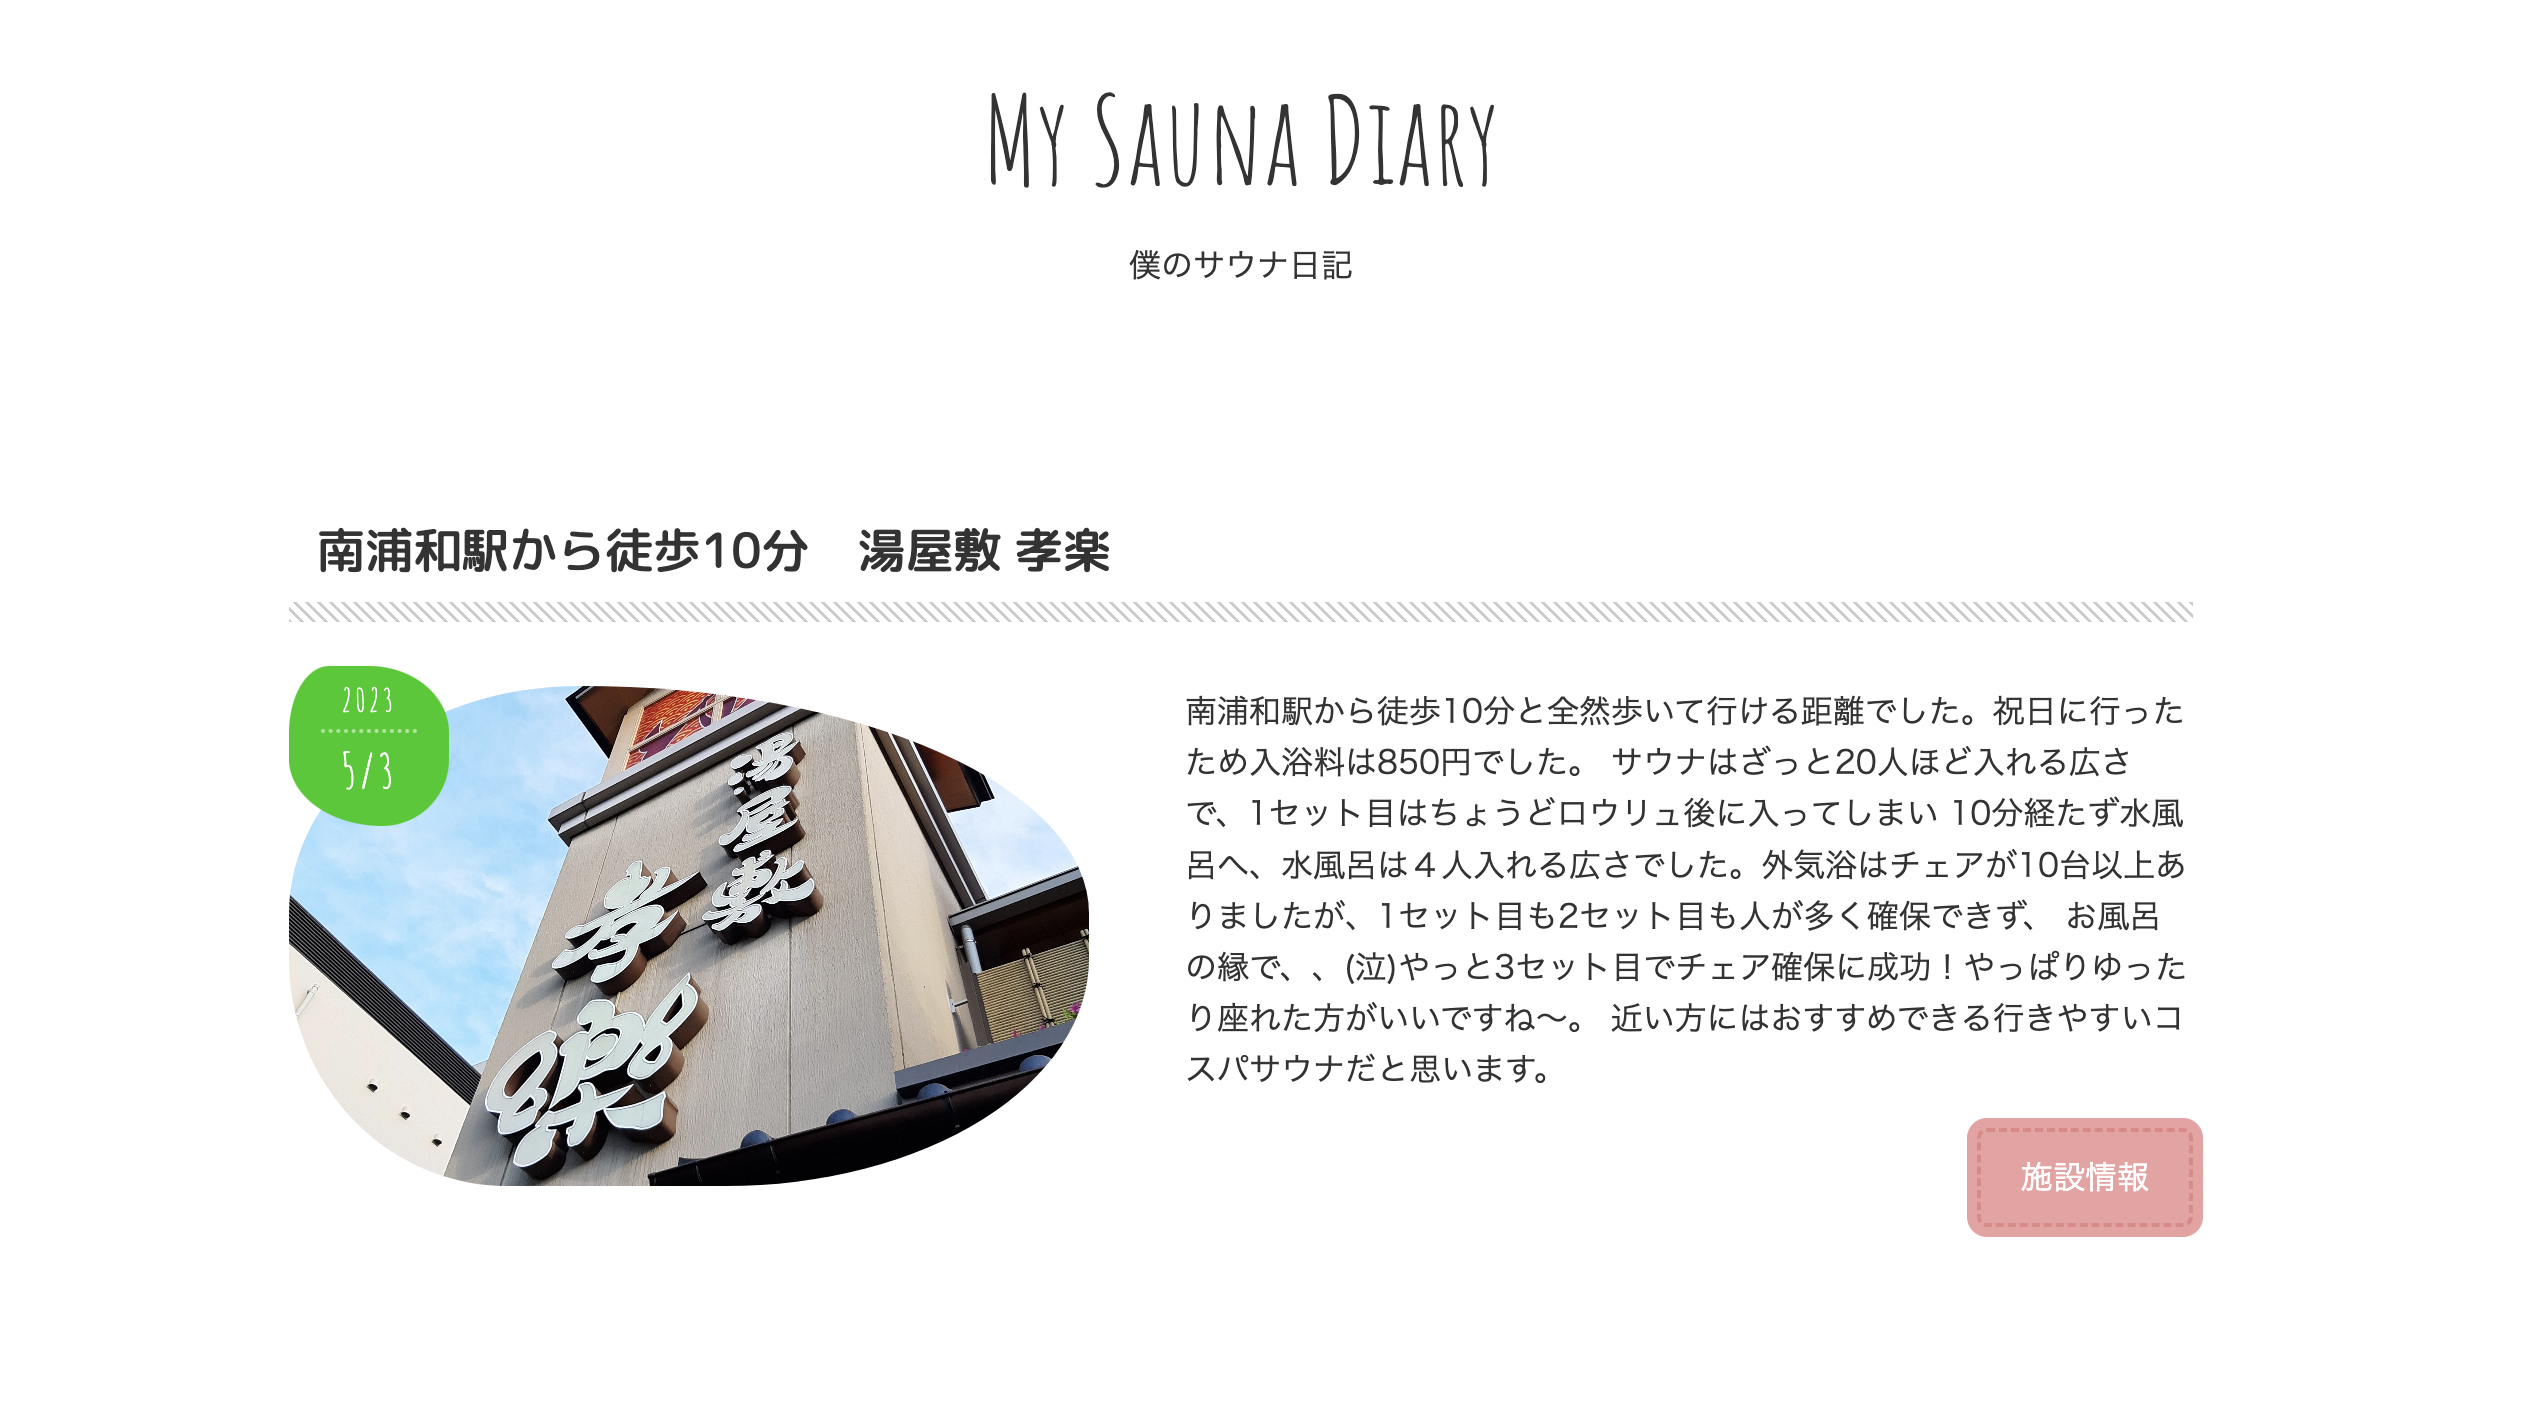 My Sauna Diary
僕のサウナ日記
南浦和駅から徒歩10分　湯屋敷 孝楽
2023
5/3
湯屋敷
孝楽
南浦和駅から徒歩10分と全然歩いて行ける距離でした。祝日に行った
ため入浴料は850円でした。 サウナはざっと20人ほど入れる広さ
で、1セット目はちょうどロウリュ後に入ってしまい 10分経たず水風
呂へ、水風呂は４人入れる広さでした。外気浴はチェアが10台以上あ
りましたが、1セット目も2セット目も人が多く確保できず、 お風呂
の縁で、、(泣)やっと3セット目でチェア確保に成功！やっぱりゆった
り座れた方がいいですね〜。 近い方にはおすすめできる行きやすいコ
スパサウナだと思います。
施設情報